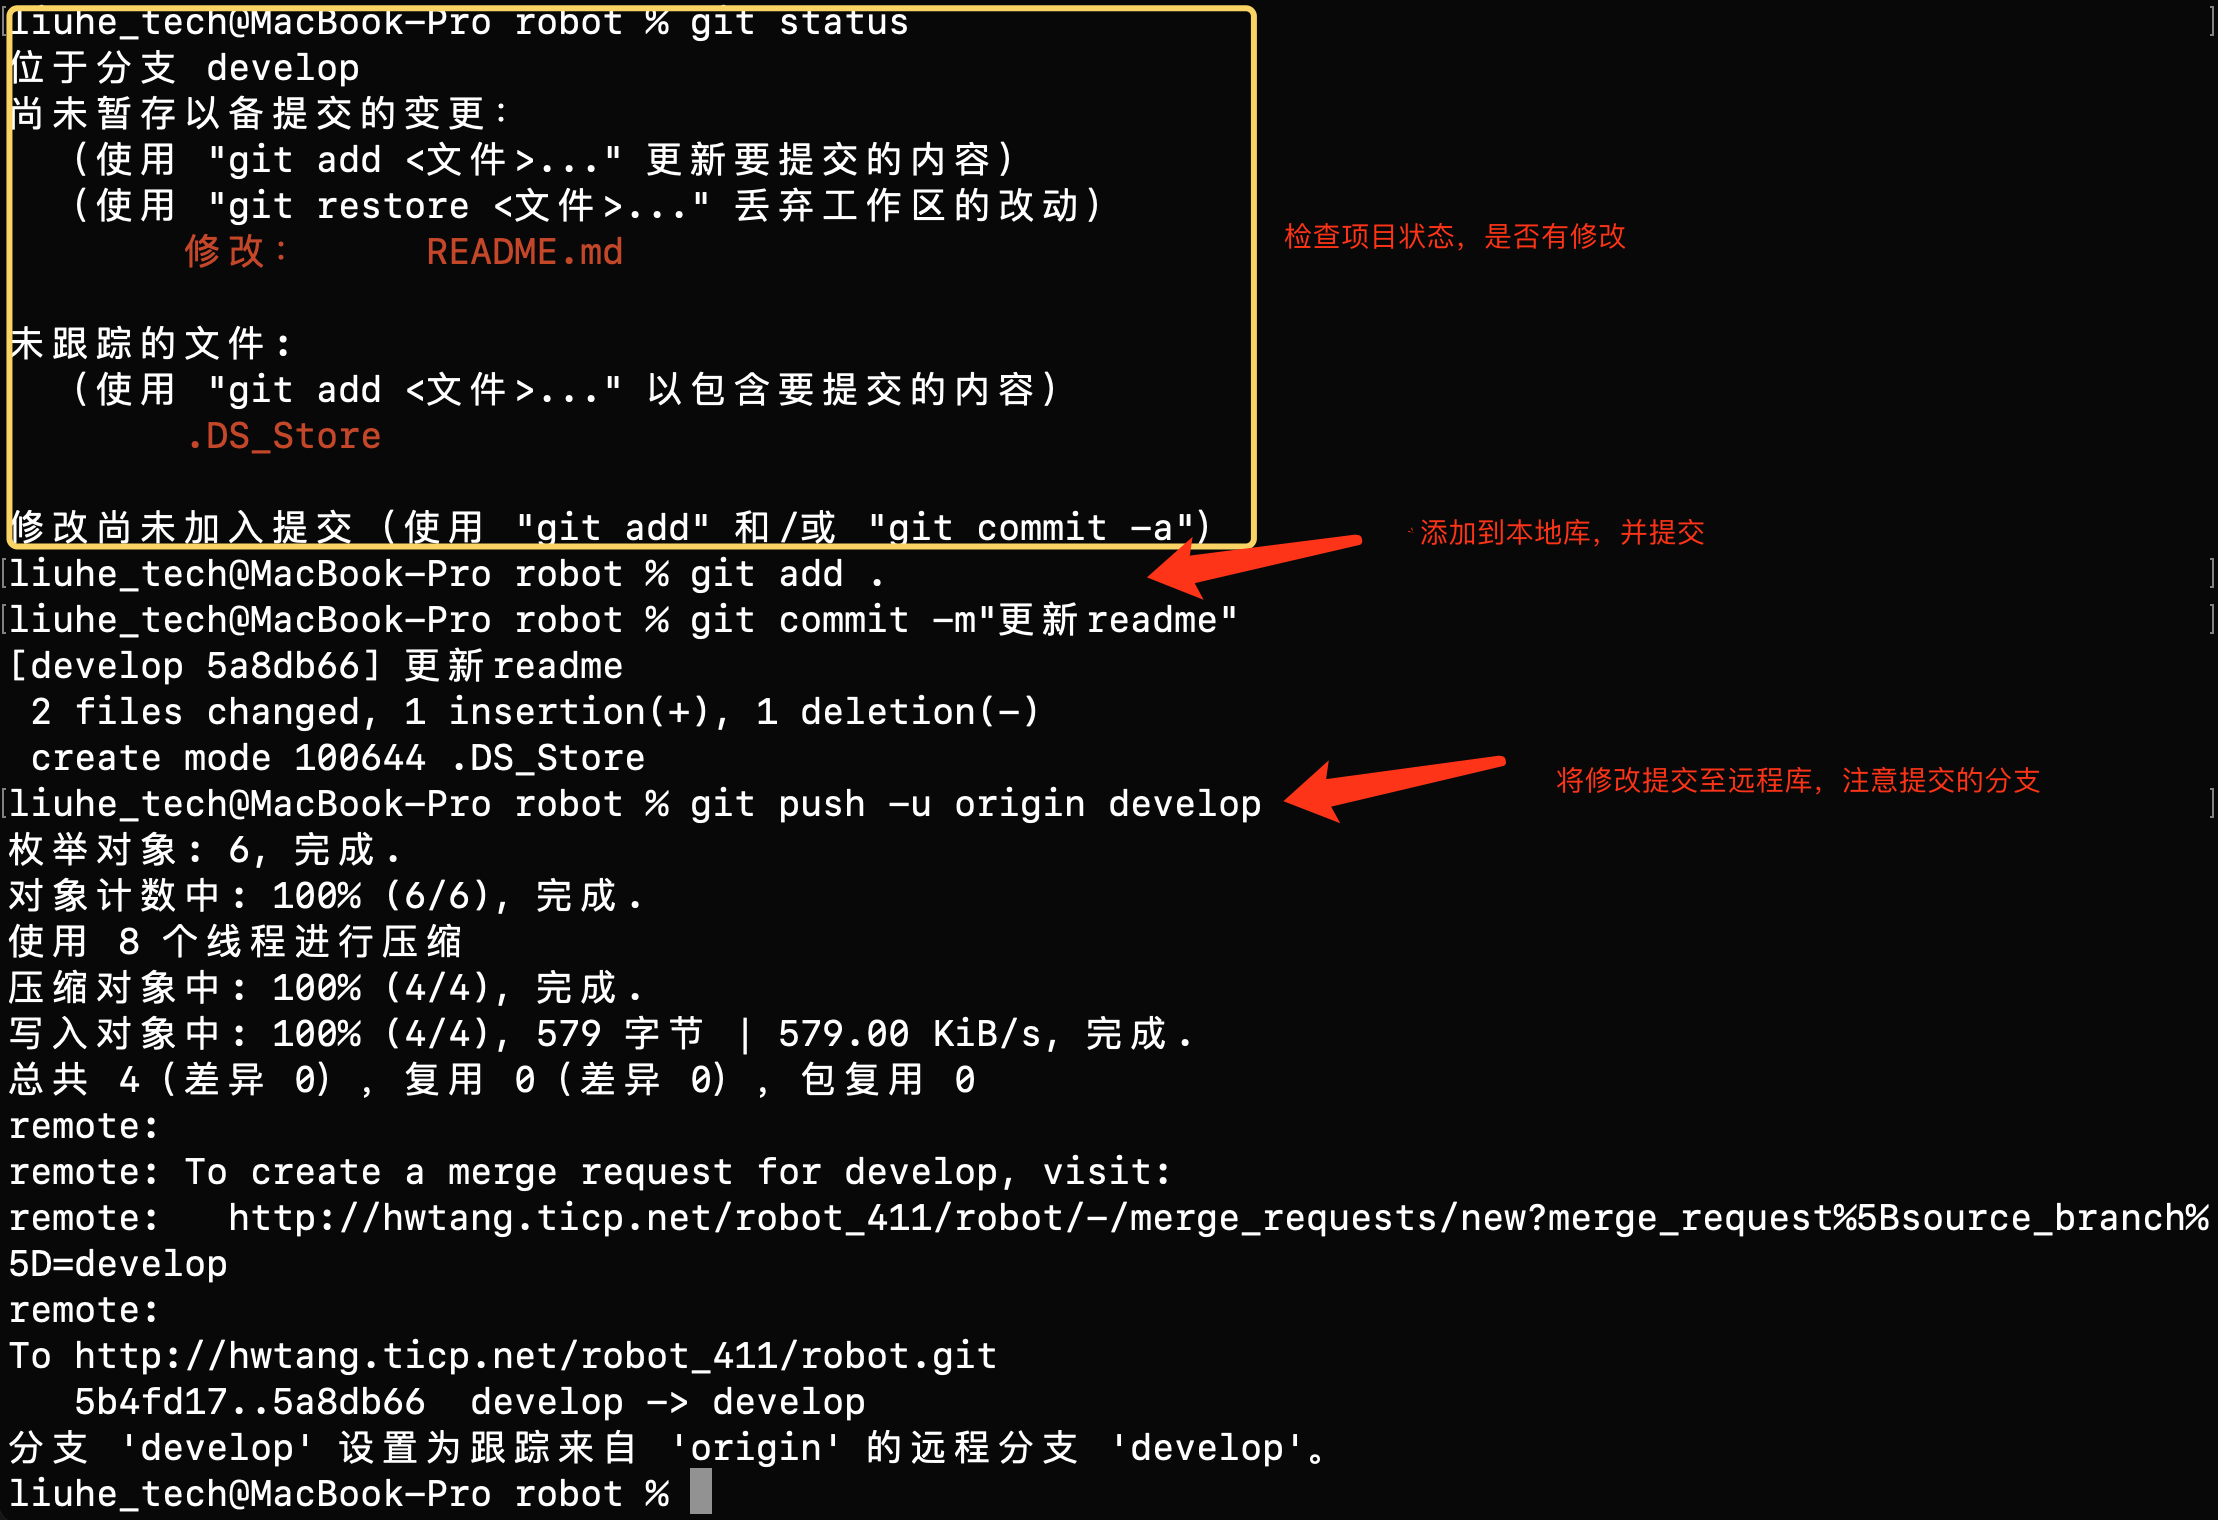 liuhe_tech@MacBook-Pro robot % git status
位于分支 develop
尚未暂存以备提交的变更：
（使用 "git add <文件>..." 更新要提交的内容）
（使用 "git restore <文件>..." 丢弃工作区的改动）
修改： README.md
检查项目状态，是否有修改
未跟踪的文件:
（使用 "git add <文件>..." 以包含要提交的内容）
.DS_Store
修改尚未加入提交（使用 "git add" 和/或 "git commit -a"）
添加到本地库，并提交
liuhe_tech@MacBook-Pro robot % git add .
liuhe_tech@MacBook-Pro robot % git commit -m"更新readme"
[develop 5a8db66] 更新readme
2 files changed, 1 insertion(+), 1 deletion(-)
create mode 100644 .DS_Store
将修改提交至远程库，注意提交的分支
liuhe_tech@MacBook-Pro robot % git push -u origin develop
枚举对象: 6, 完成.
对象计数中: 100% (6/6), 完成.
使用 8 个线程进行压缩
压缩对象中: 100% (4/4), 完成.
写入对象中: 100% (4/4), 579 字节 | 579.00 KiB/s, 完成.
总共 4（差异 0），复用 0（差异 0），包复用 0
remote:
remote: To create a merge request for develop, visit:
remote:   http://hwtang.ticp.net/robot_411/robot/-/merge_requests/new?merge_request%5Bsource_branch%
5D=develop
remote:
To http://hwtang.ticp.net/robot_411/robot.git
5b4fd17..5a8db66  develop -> develop
分支 'develop' 设置为跟踪来自 'origin' 的远程分支 'develop'。
liuhe_tech@MacBook-Pro robot %